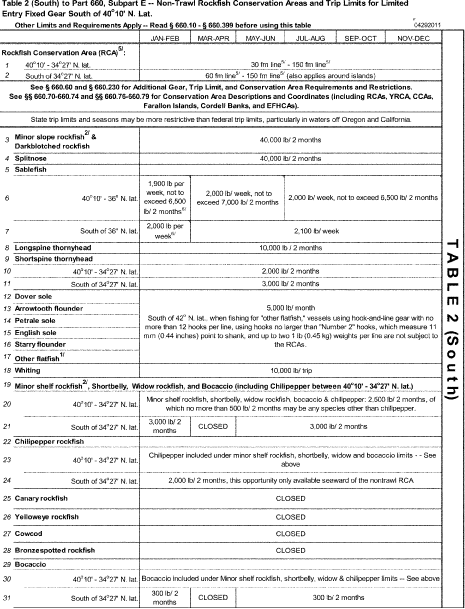 Table 2 (South) to Part 660, Subpart E -- Non-Trawl Rockfish Conservation Areas and Trip Limits for Limited
Entry Fixed Gear South of 40°10' N. Lat.
Other Limits and Requirements Apply -- Read § 660.10 - § 660.399 before using this table
04292011
JAN-FEB MAR-APR MAY-JUN JUL-AUG SEP-OCT NOV-DEC
Rockfish Conservation Area (RCA)5/:
1 40°10' - 34°27' N. lat. 30 fm line5/ - 150 fm line5/
2 South of 34°27' N. lat. 60 fm line5/ - 150 fm line5/ (also applies around islands)
See § 660.60 and § 660.230 for Additional Gear, Trip Limit, and Conservation Area Requirements and Restrictions.
See §§ 660.70-660.74 and §§ 660.76-660.79 for Conservation Area Descriptions and Coordinates (including RCAs, YRCA, CCAs,
Farallon Islands, Cordell Banks, and EFHCAs).
State trip limits and seasons may be more restrictive than federal trip limits, particularly in waters off Oregon and California.
3 Minor slope rockfish2/ &
Darkblotched rockfish
40,000 lb/ 2 months
4 Splitnose 40,000 lb/ 2 months
5 Sablefish
6 40°10' - 36° N. lat.
1,900 lb per
week, not to
exceed 6,500
lb/ 2 months
2,000 lb/ week, not to
exceed 7,000 lb/ 2 months
2,000 lb/ week, not to exceed 6,500 lb/ 2 months
7 South of 36° N. lat.
2,000 lb per
week
2,100 lb/ week
8 Longspine thornyhead 10,000 lb / 2 months
9 Shortspine thornyhead
10 40°10' - 34°27' N. lat. 2,000 lb/ 2 months
11 South of 34°27' N. lat. 3,000 lb/ 2 months
12 Dover sole
13 Arrowtooth flounder
14 Petrale sole
15 English sole
16 Starry flounder
17 Other flatfish1/
5,000 lb/month
South of 42° N. lat., when fishing for "other flatfish," vessels using hook-and-line gear with no
more than 12 hooks per line, using hooks no larger than "Number 2" hooks, which measure 11
mm (0.44 inches) point to shank, and up to two 1 lb (0.45 kg) weights per line are not subject to
the RCAs.
18 Whiting 10,000 lb/ trip
19 Minor shelf rockfish2/, Shortbelly, Widow rockfish, and Bocaccio (including Chilipepper between 40°10' - 34°27' N. lat.)
20 40°10' - 34°27' N. lat.
Minor shelf rockfish, shortbelly, widow rockfish, bocaccio & chilipepper: 2,500 lb/ 2 months, of
which no more than 500 lb/ 2 months may be any species other than chilipepper.
21 South of 34°27' N. lat.
3,000 lb/ 2
months
CLOSED
3,000 lb/ 2 months
22 Chilipepper rockfish
23 40°10' - 34°27' N. lat.
Chilipepper included under minor shelf rockfish, shortbelly, widow and bocaccio limits - - See
above
24 South of 34°27' N. lat. 2,000 lb/ 2 months, this opportunity only available seaward of the nontrawl RCA
25 Canary rockfish CLOSED
26 Yelloweye rockfish CLOSED
27 Cowcod CLOSED
28 Bronzespotted rockfish CLOSED
29 Bocaccio
30 40°10' - 34°27' N. lat. Bocaccio included under Minor shelf rockfish, shortbelly, widow & chilipepper limits -- See above
31 South of 34°27' N. lat.
300 lb/ 2
months
CLOSED
300 lb/ 2 months
TABLE 2 (South)